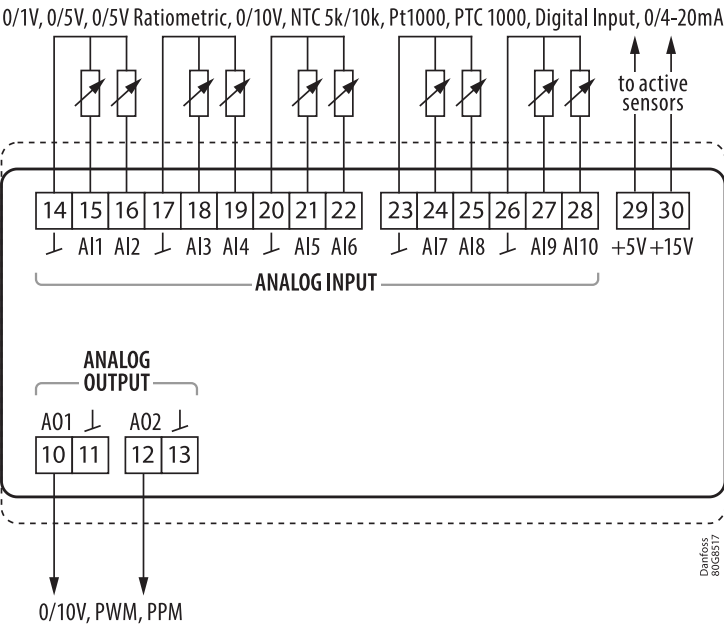 0/1V, 0/5V, 0/5V Ratiometric, 0/10V, NTC 5k/10k, Pt1000, PTC 1000, Digital Input, 0/4-20mA
to active
sensors
14 15 16 17 18 19 20 21 22 23 24 25 26 27 28 29 30
AI1 AI2 AI3 AI4 AI5 AI6 AI7 AI8 AI9 AI10 +5V +15V
ANALOG INPUT
ANALOG
OUTPUT
AO1 AO2
10 11 12 13
0/10V, PWM, PPM
Danfoss
80G8517